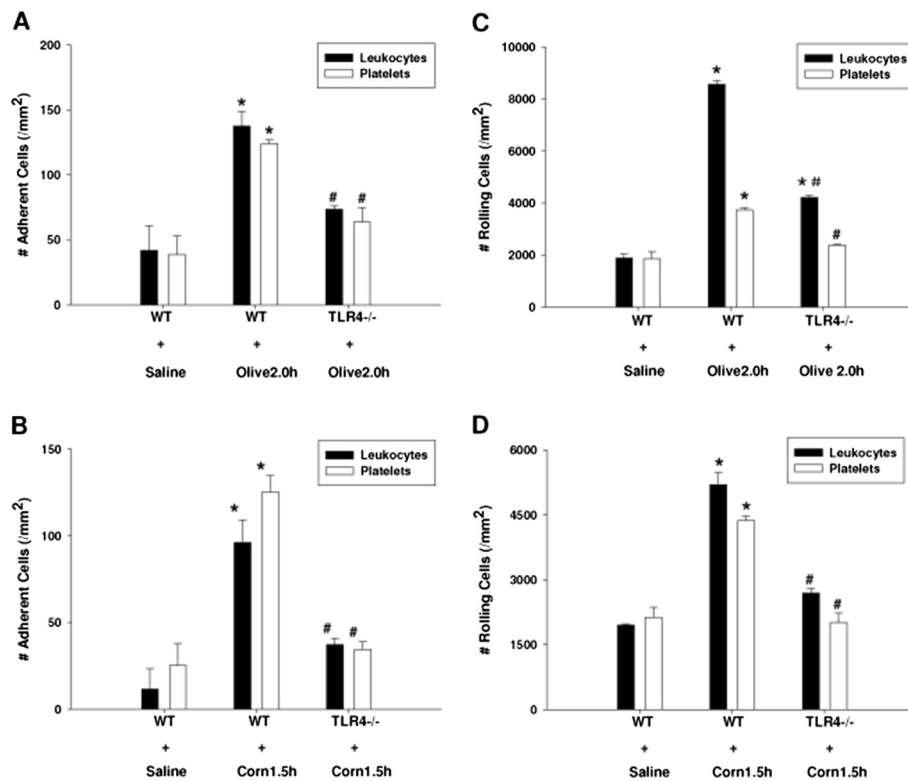 A
# Adherent Cells (/mm²)
200
150
100
50
0
Leukocytes
Platelets
*
*
#
#
WT
WT
TLR4-/-
+
+
+
Saline
Olive2.0h
Olive2.0h
C
# Rolling Cells (/mm²)
10000
8000
6000
4000
2000
0
Leukocytes
Platelets
*
*
* #
#
WT
WT
TLR4-/-
+
+
+
Saline
Olive2.0h
Olive 2.0h
B
# Adherent Cells (/mm²)
150
100
50
0
Leukocytes
Platelets
*
*
#
#
WT
WT
TLR4-/-
+
+
+
Saline
Corn1.5h
Corn1.5h
D
# Rolling Cells (/mm²)
6000
4500
3000
1500
0
Leukocytes
Platelets
*
*
#
#
WT
WT
TLR4-/-
+
+
+
Saline
Corn1.5h
Corn1.5h